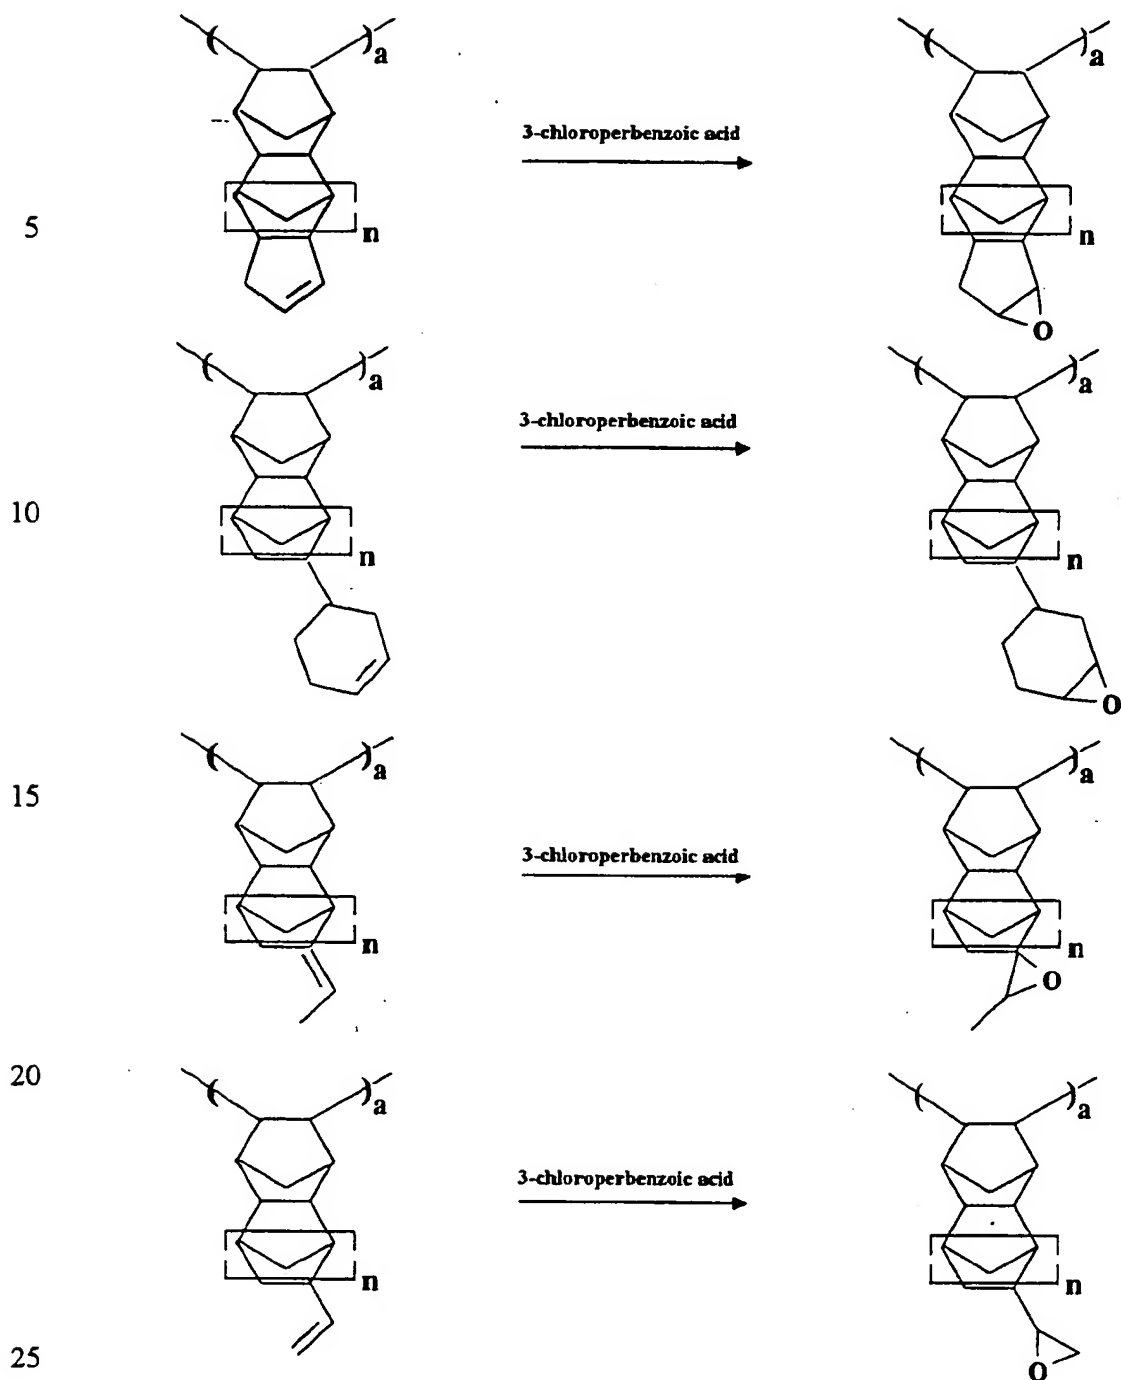 ( ) a ( ) a
3-chloroperbenzoic acid
5 n n
O
( ) a ( ) a
3-chloroperbenzoic acid
10 n n
O
( ) a ( ) a
15
3-chloroperbenzoic acid
n n
O
20 ( ) a ( ) a
3-chloroperbenzoic acid
n n
25 O